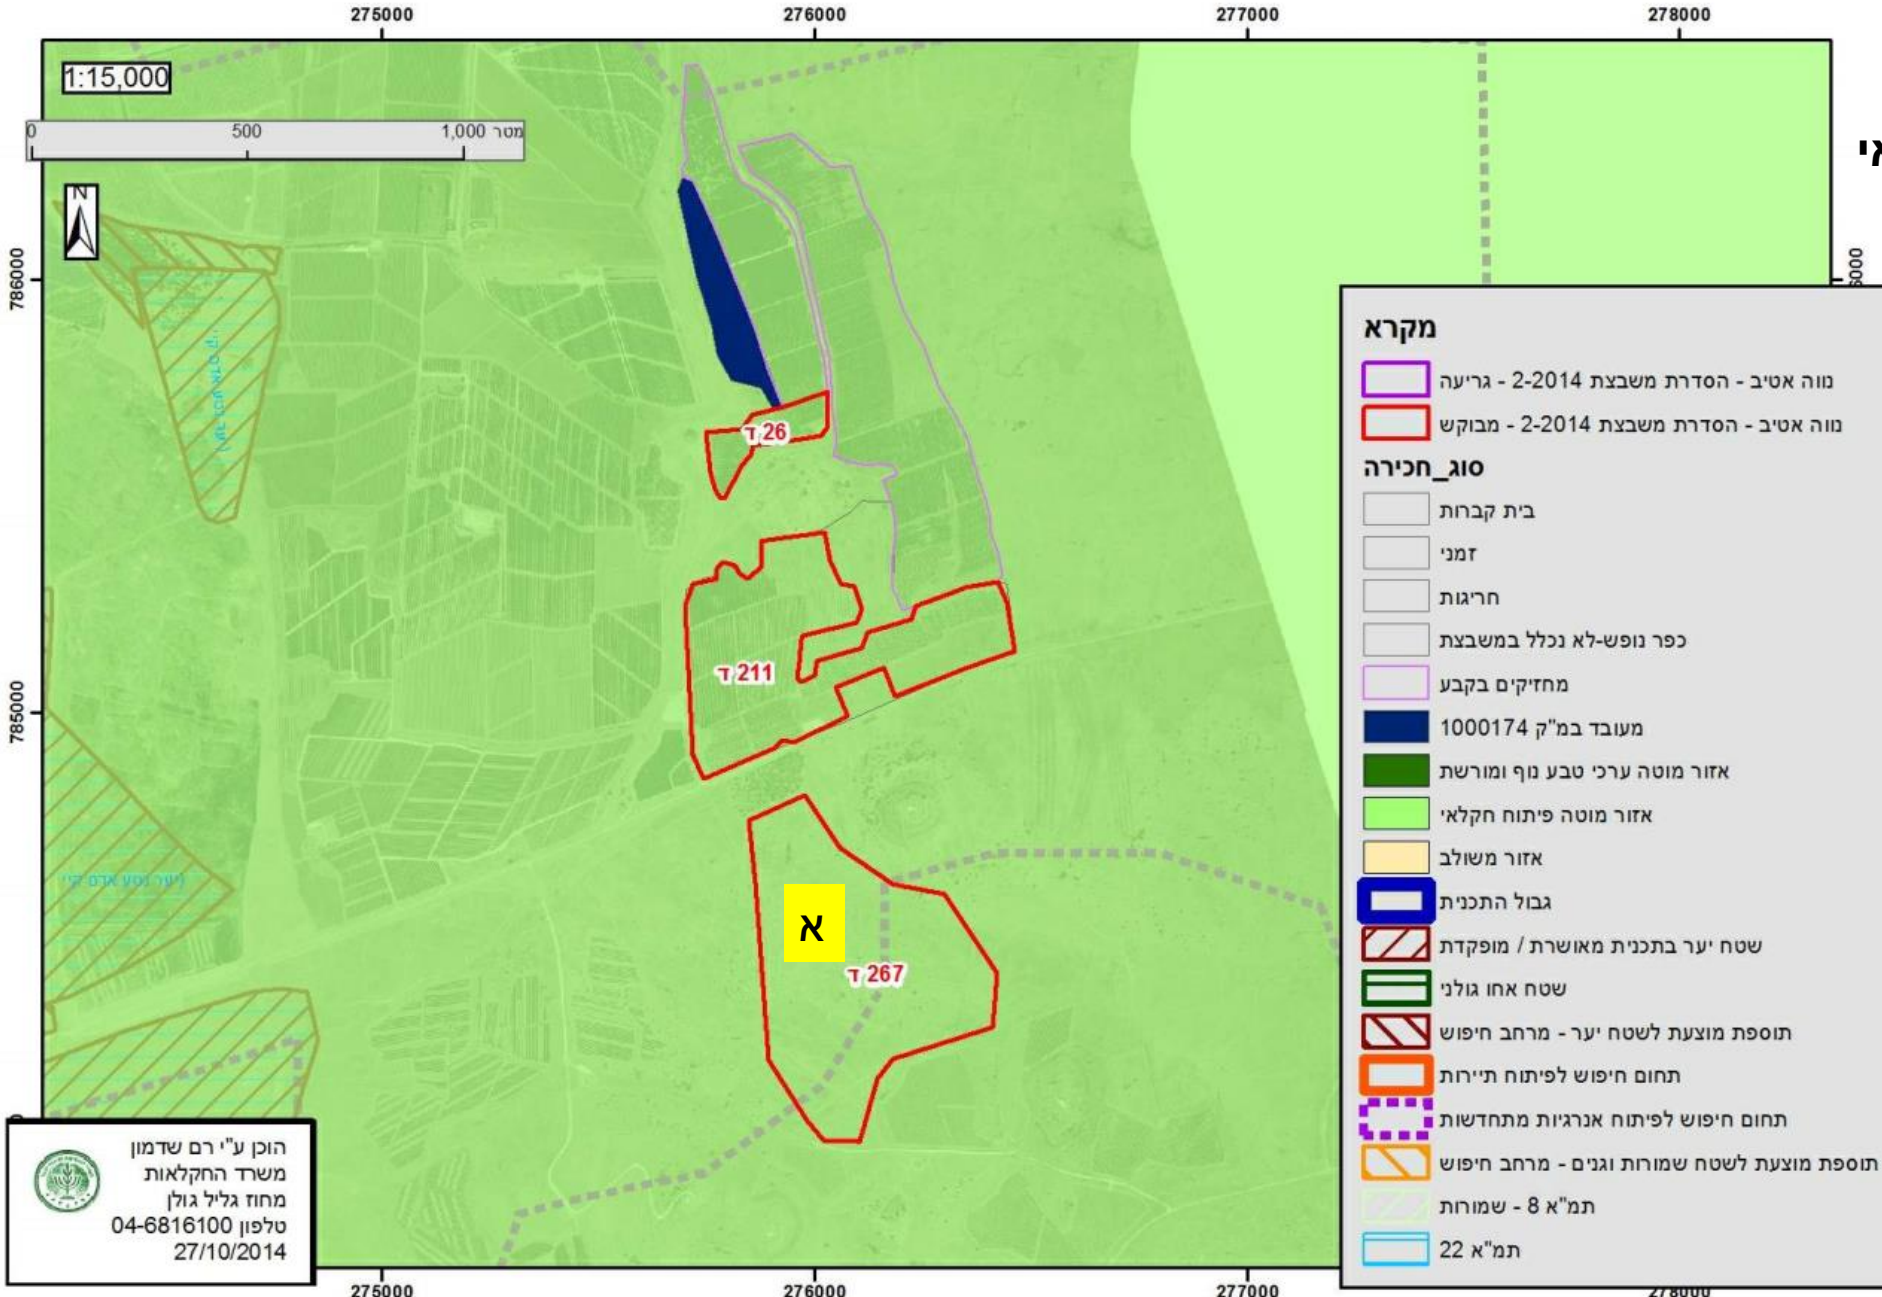 275000
276000
277000
278000
1:15,000
0 500 1,000 מטר
N
786000
785000
26 ד
211 ד
א
267 ד
מקרא
נווה אטיב - הסדרת משבצת 2-2014 - גריעה
נווה אטיב - הסדרת משבצת 2-2014 - מבוקש
סוג_חכירה
בית קברות
זמני
חריגות
כפר נופש-לא נכלל במשבצת
מחזיקים בקבע
מעובד במ"ק 1000174
אזור מוטה ערכי טבע נוף ומורשת
אזור מוטה פיתוח חקלאי
אזור משולב
גבול התכנית
שטח יער בתכנית מאושרת / מופקדת
שטח אחו גולני
תוספת מוצעת לשטח יער - מרחב חיפוש
תחום חיפוש לפיתוח תיירות
תחום חיפוש לפיתוח אנרגיות מתחדשות
תוספת מוצעת לשטח שמורות וגנים - מרחב חיפוש
תמ"א 8 - שמורות
תמ"א 22
הוכן ע"י רם שדמון
משרד החקלאות
מחוז גליל גולן
טלפון 04-6816100
27/10/2014
275000
276000
277000
278000